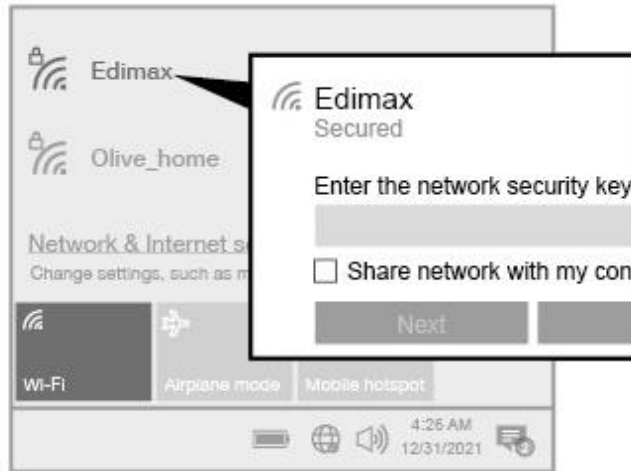 Edimax
Olive_home
Network & Internet s
Change settings, such as m
Wi-Fi
Airplane mode
Mobile hotspot
4:26 AM
12/31/2021
Edimax
Secured
Enter the network security key
Share network with my con
Next